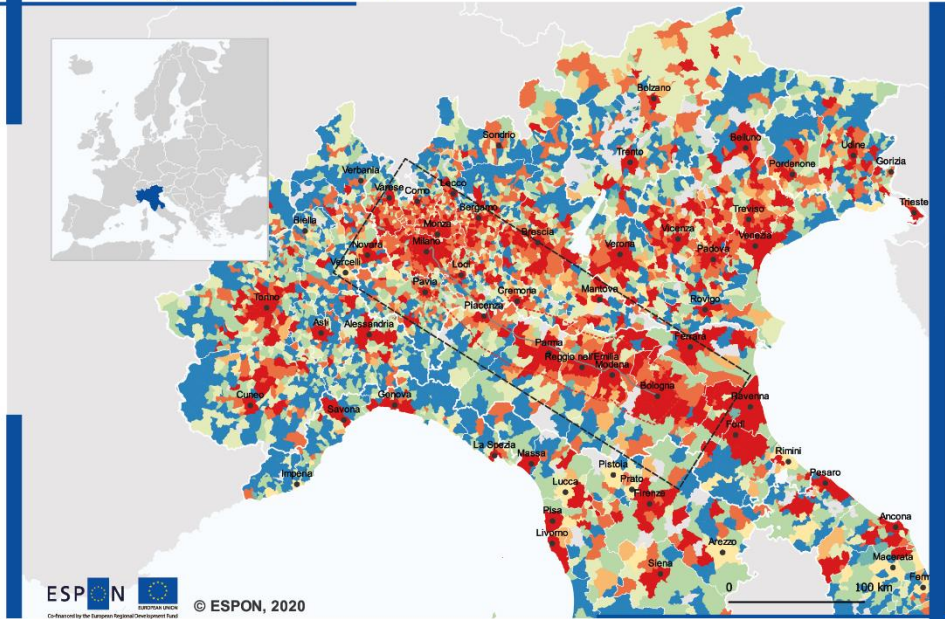 Bolzano
Sondrio
Trento
Belluno
Udine
Pordenone
Gorizia
Verbania
Varese
Como
Lecco
Bergamo
Trieste
Biella
Monza
Treviso
Novara
Milano
Brescia
Verona
Vicenza
Padova
Venezia
Vercelli
Lodi
Pavia
Cremona
Mantova
Rovigo
Torino
Piacenza
Asti
Alessandria
Parma
Ferrara
Reggio nell'Emilia
Modena
Cuneo
Genova
Bologna
Ravenna
Savona
Forlì
La Spezia
Massa
Rimini
Imperia
Pistoia
Pesaro
Lucca
Prato
Firenze
Pisa
Ancona
Livorno
Arezzo
Macerata
Siena
Ferm
0 100 km
ESPON
EUROPEAN UNION
Co-financed by the European Regional Development Fund
© ESPON, 2020